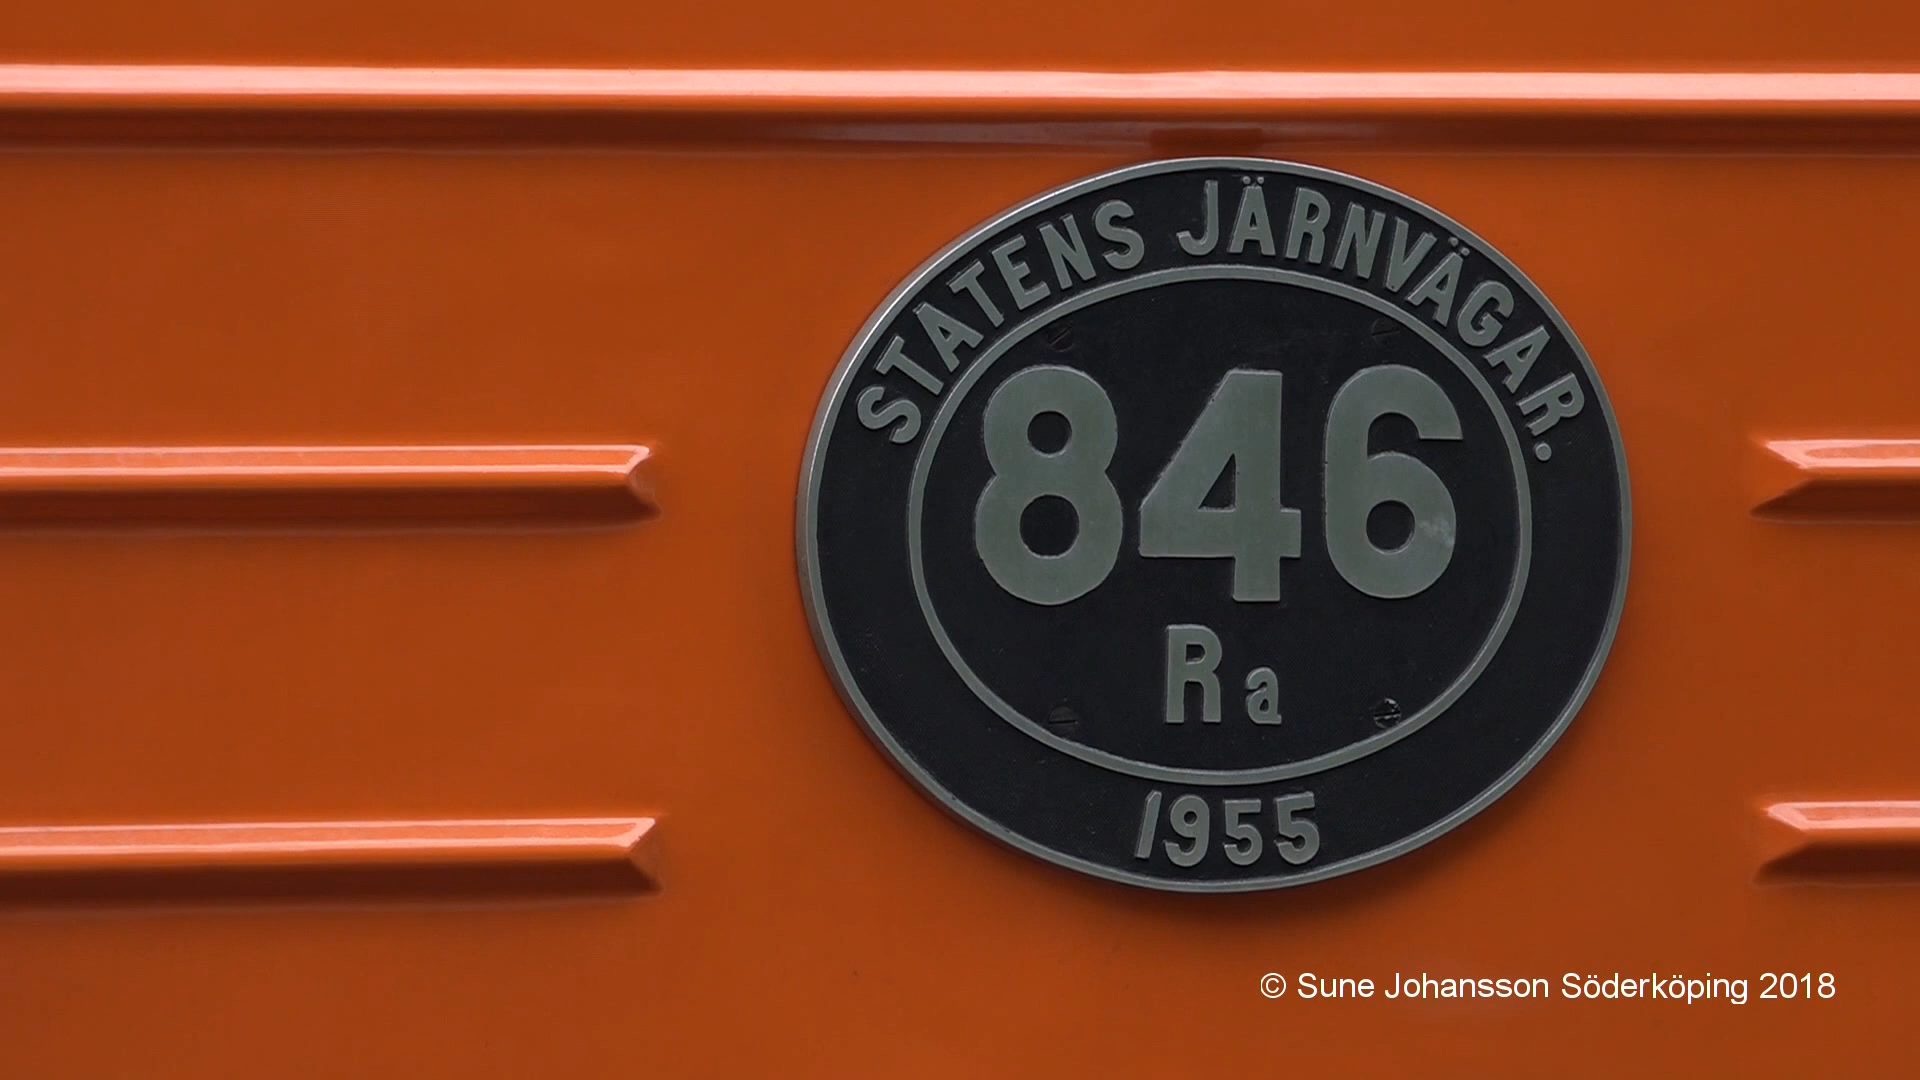 STATENS JÄRNVÄGAR.
846
Ra
1955
© Sune Johansson Söderköping 2018